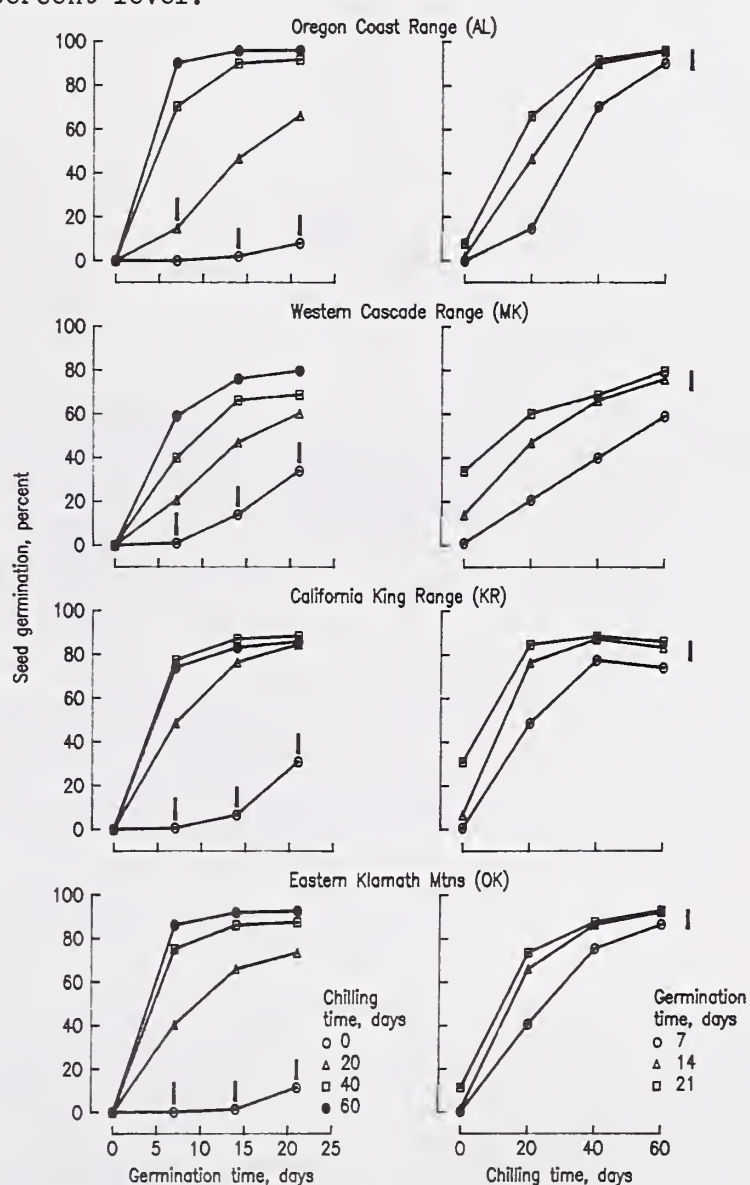 percent level.
Oregon Coast Range (AL)
100
80
60
40
20
0
Western Cascade Range (MK)
100
80
60
40
20
0
Seed germination, percent
California King Range (KR)
100
80
60
40
20
0
Eastern Klamath Mtns (OK)
100
80
60
40
20
0
Chilling
time, days
0
20
40
60
Germination
time, days
7
14
21
0 5 10 15 20 25
Germination time, days
0 20 40 60
Chilling time, days